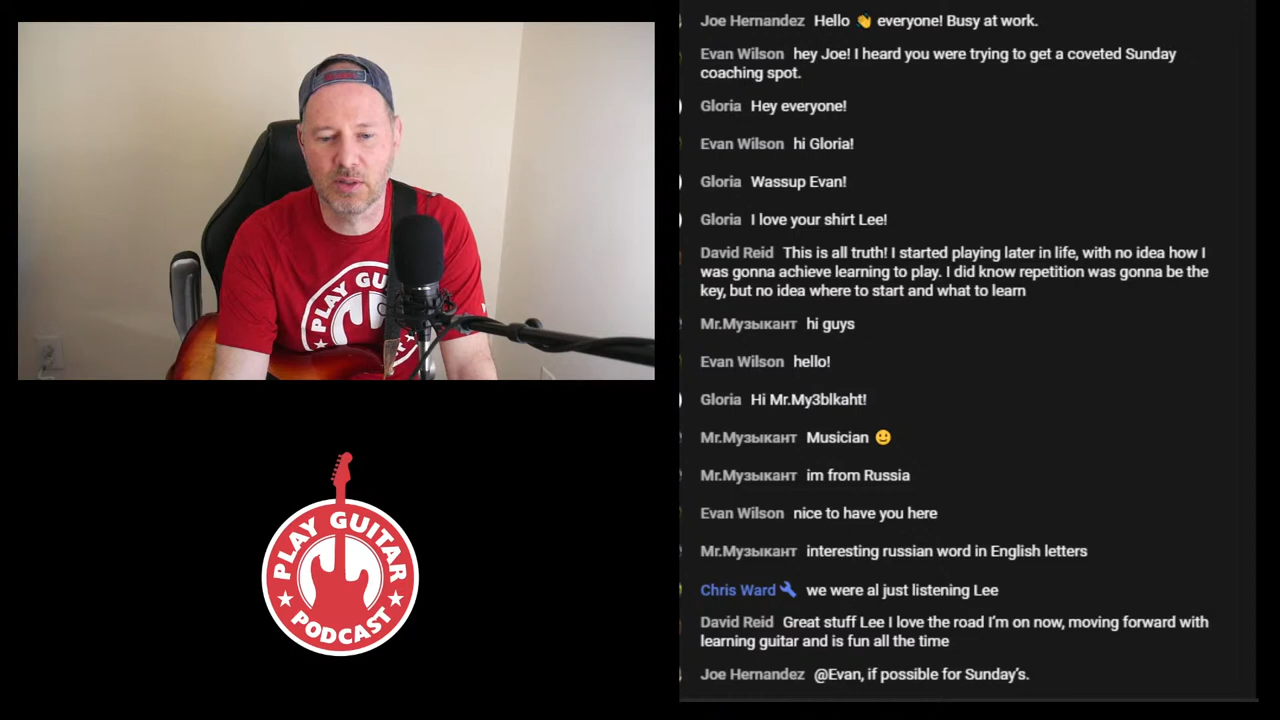 Joe Hernandez Hello 👋 everyone! Busy at work.
Evan Wilson hey Joe! I heard you were trying to get a coveted Sunday
coaching spot.
Gloria Hey everyone!
Evan Wilson hi Gloria!
Gloria Wassup Evan!
Gloria I love your shirt Lee!
David Reid This is all truth! I started playing later in life, with no idea how I
was gonna achieve learning to play. I did know repetition was gonna be the
key, but no idea where to start and what to learn
Mr.Музыкант hi guys
Evan Wilson hello!
Gloria Hi Mr.My3blkaht!
Mr.Музыкант Musician 🙂
Mr.Музыкант im from Russia
Evan Wilson nice to have you here
Mr.Музыкант interesting russian word in English letters
Chris Ward 🔧 we were al just listening Lee
David Reid Great stuff Lee I love the road I'm on now, moving forward with
learning guitar and is fun all the time
Joe Hernandez @Evan, if possible for Sunday's.
PLAY GU
PLAY GUITAR
PODCAST